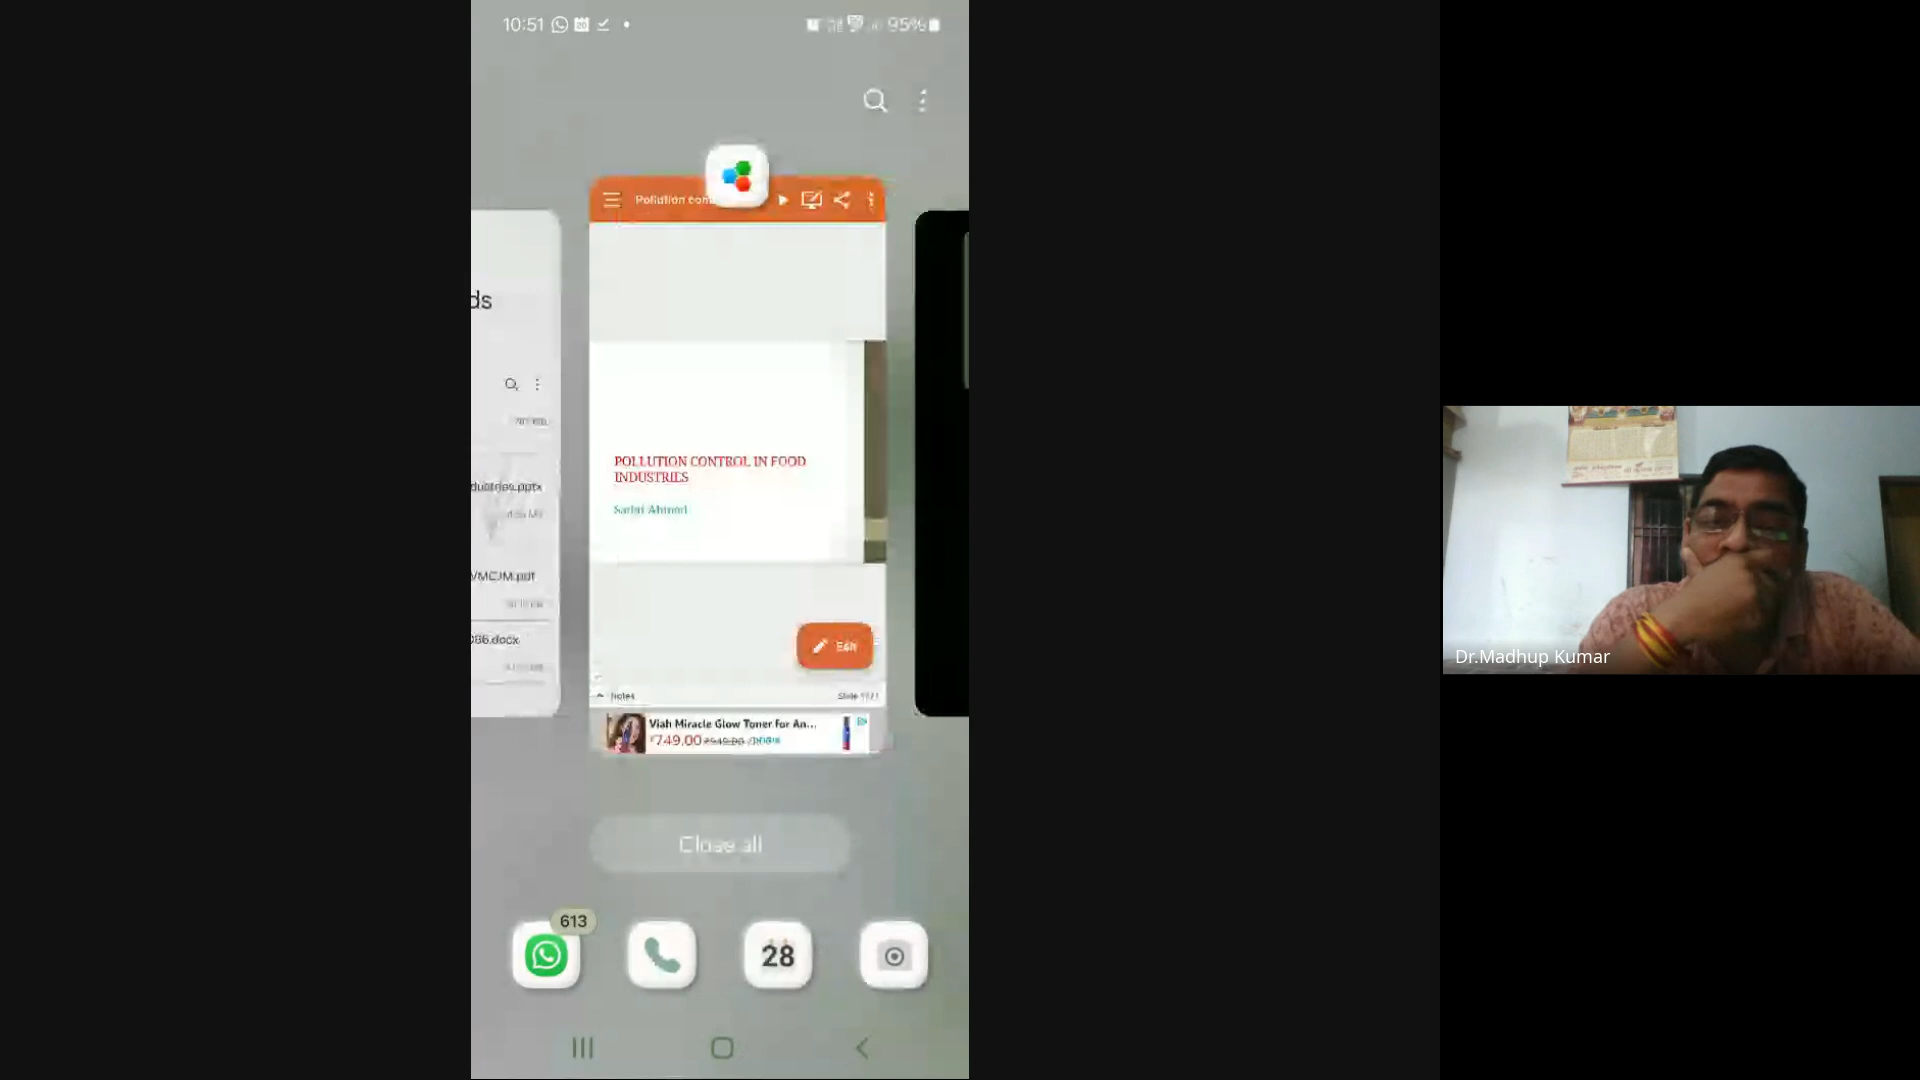 10:51
95%
Pollution con
ds
dustries.pptx
POLLUTION CONTROL IN FOOD
INDUSTRIES
VMCJM.pdf
086.docx
Edit
Notes
Slide
Viah Miracle Glow Toner For An...
₹749.00
Close all
613
28
Dr.Madhup Kumar